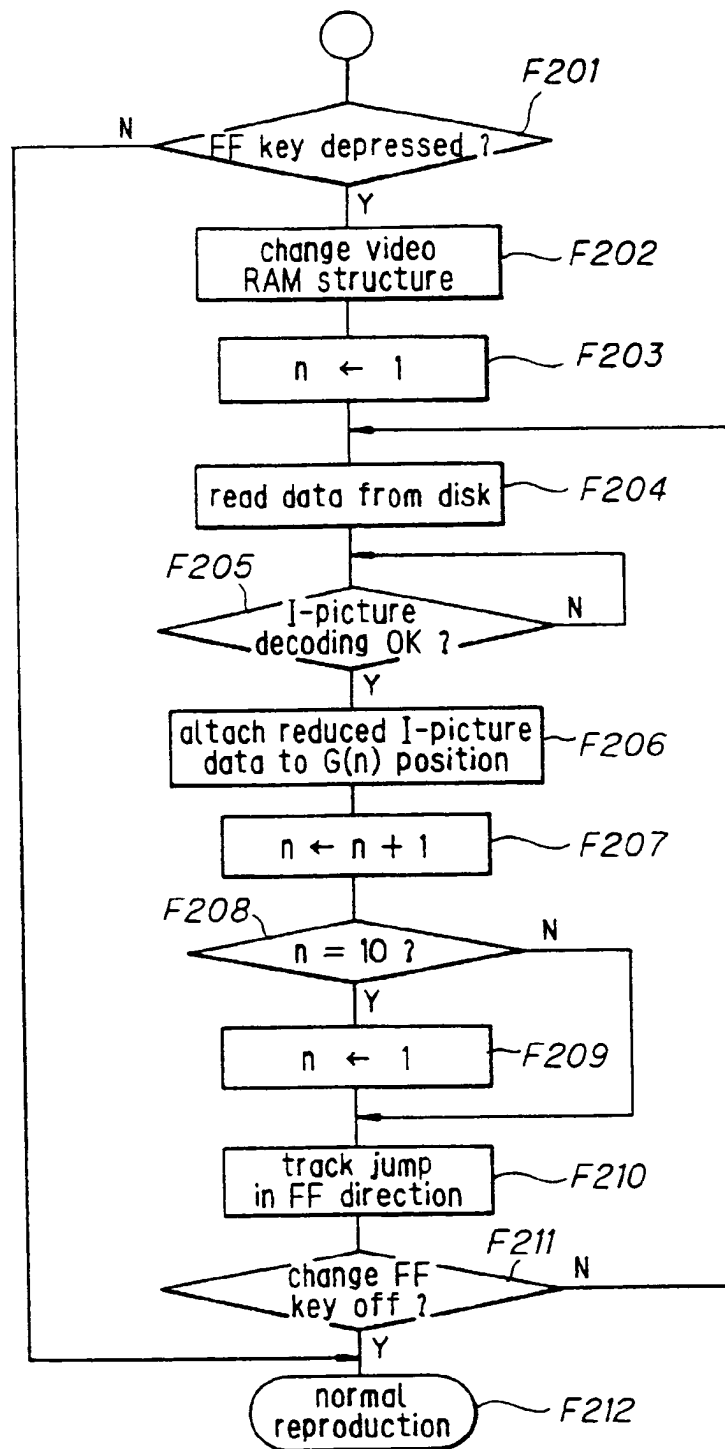 F201
N
FF key depressed ?
Y
change video
RAM structure
F202
n ← 1
F203
read data from disk
F204
F205
I-picture
decoding OK ?
N
Y
altach reduced I-picture
data to G(n) position
F206
n ← n + 1
F207
F208
n = 10 ?
N
Y
n ← 1
F209
track jump
in FF direction
F210
F211
change FF
key off ?
N
Y
normal
reproduction
F212